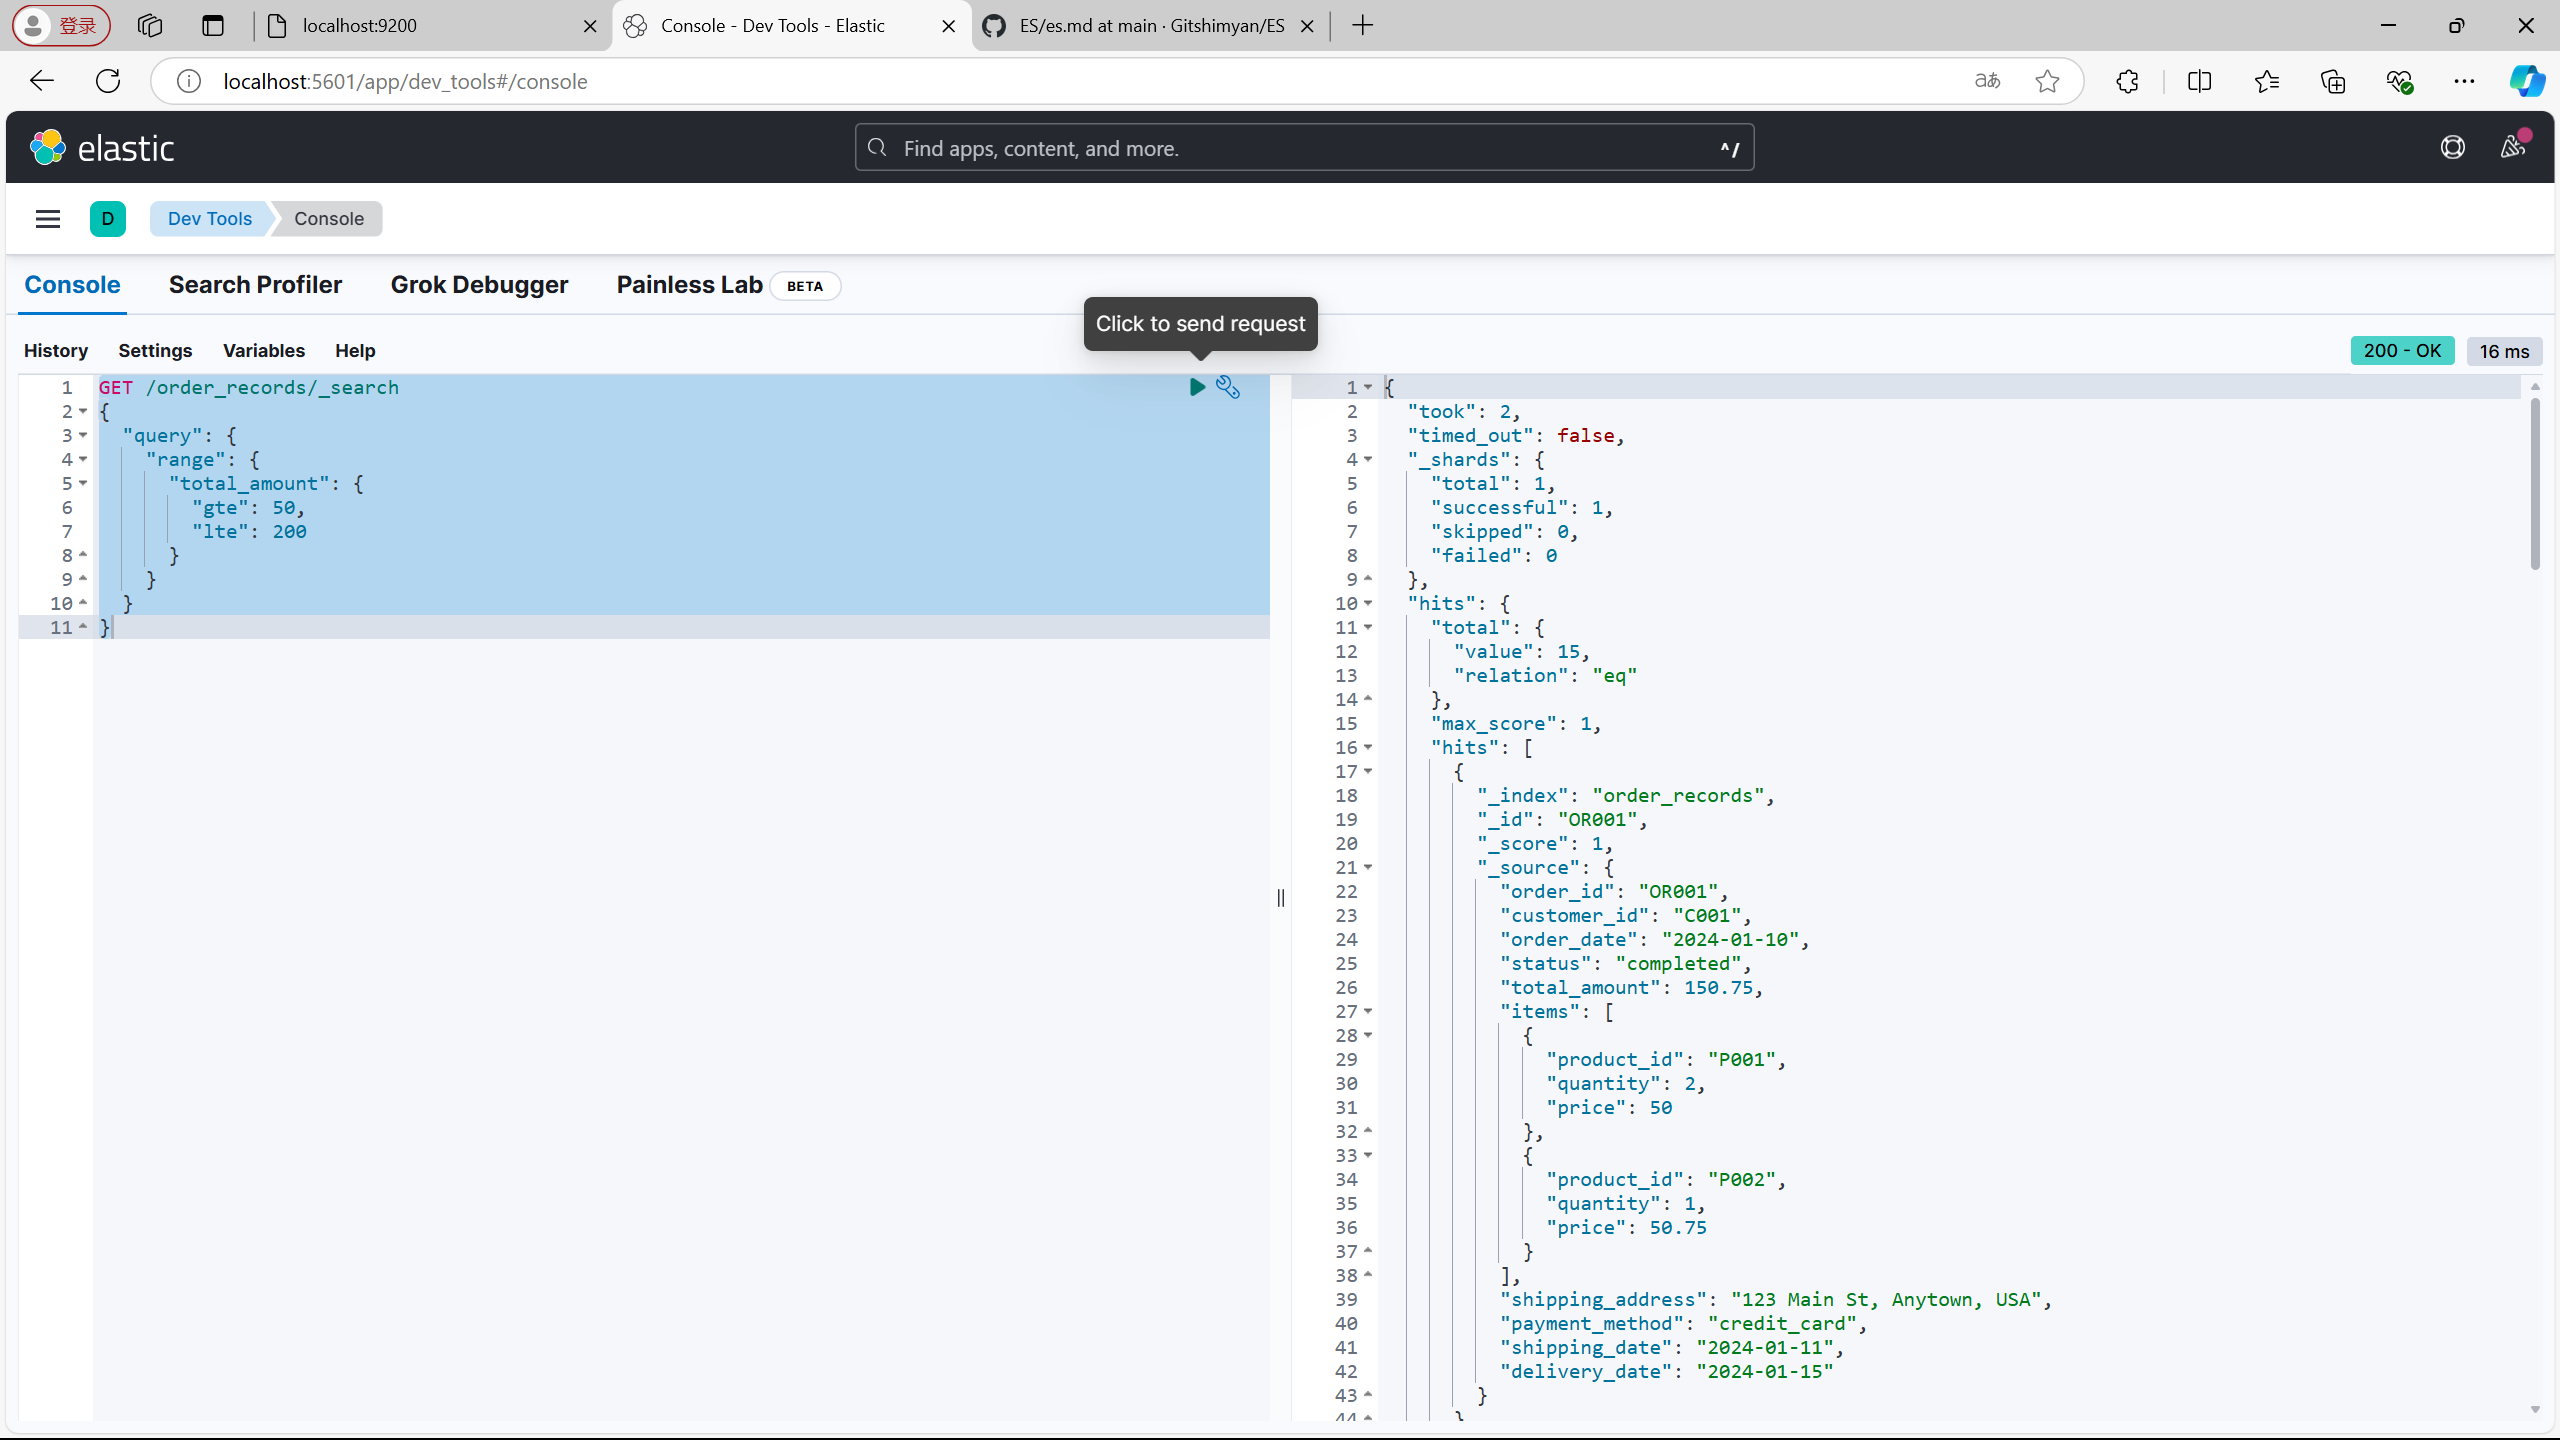 登录
localhost:9200
Console - Dev Tools - Elastic
ES/es.md at main · Gitshimyan/ES
localhost:5601/app/dev_tools#/console
aあ
elastic
Find apps, content, and more.
^/
D
Dev Tools
Console
Console
Search Profiler
Grok Debugger
Painless Lab
BETA
Click to send request
History
Settings
Variables
Help
200 - OK
16 ms
1 GET /order_records/_search
2 {
3 "query": {
4 "range": {
5 "total_amount": {
6 "gte": 50,
7 "lte": 200
8 }
9 }
10 }
11 }
1 {
2 "took": 2,
3 "timed_out": false,
4 "_shards": {
5 "total": 1,
6 "successful": 1,
7 "skipped": 0,
8 "failed": 0
9 },
10 "hits": {
11 "total": {
12 "value": 15,
13 "relation": "eq"
14 },
15 "max_score": 1,
16 "hits": [
17 {
18 "_index": "order_records",
19 "_id": "OR001",
20 "_score": 1,
21 "_source": {
22 "order_id": "OR001",
23 "customer_id": "C001",
24 "order_date": "2024-01-10",
25 "status": "completed",
26 "total_amount": 150.75,
27 "items": [
28 {
29 "product_id": "P001",
30 "quantity": 2,
31 "price": 50
32 },
33 {
34 "product_id": "P002",
35 "quantity": 1,
36 "price": 50.75
37 }
38 ],
39 "shipping_address": "123 Main St, Anytown, USA",
40 "payment_method": "credit_card",
41 "shipping_date": "2024-01-11",
42 "delivery_date": "2024-01-15"
43 }
44 }